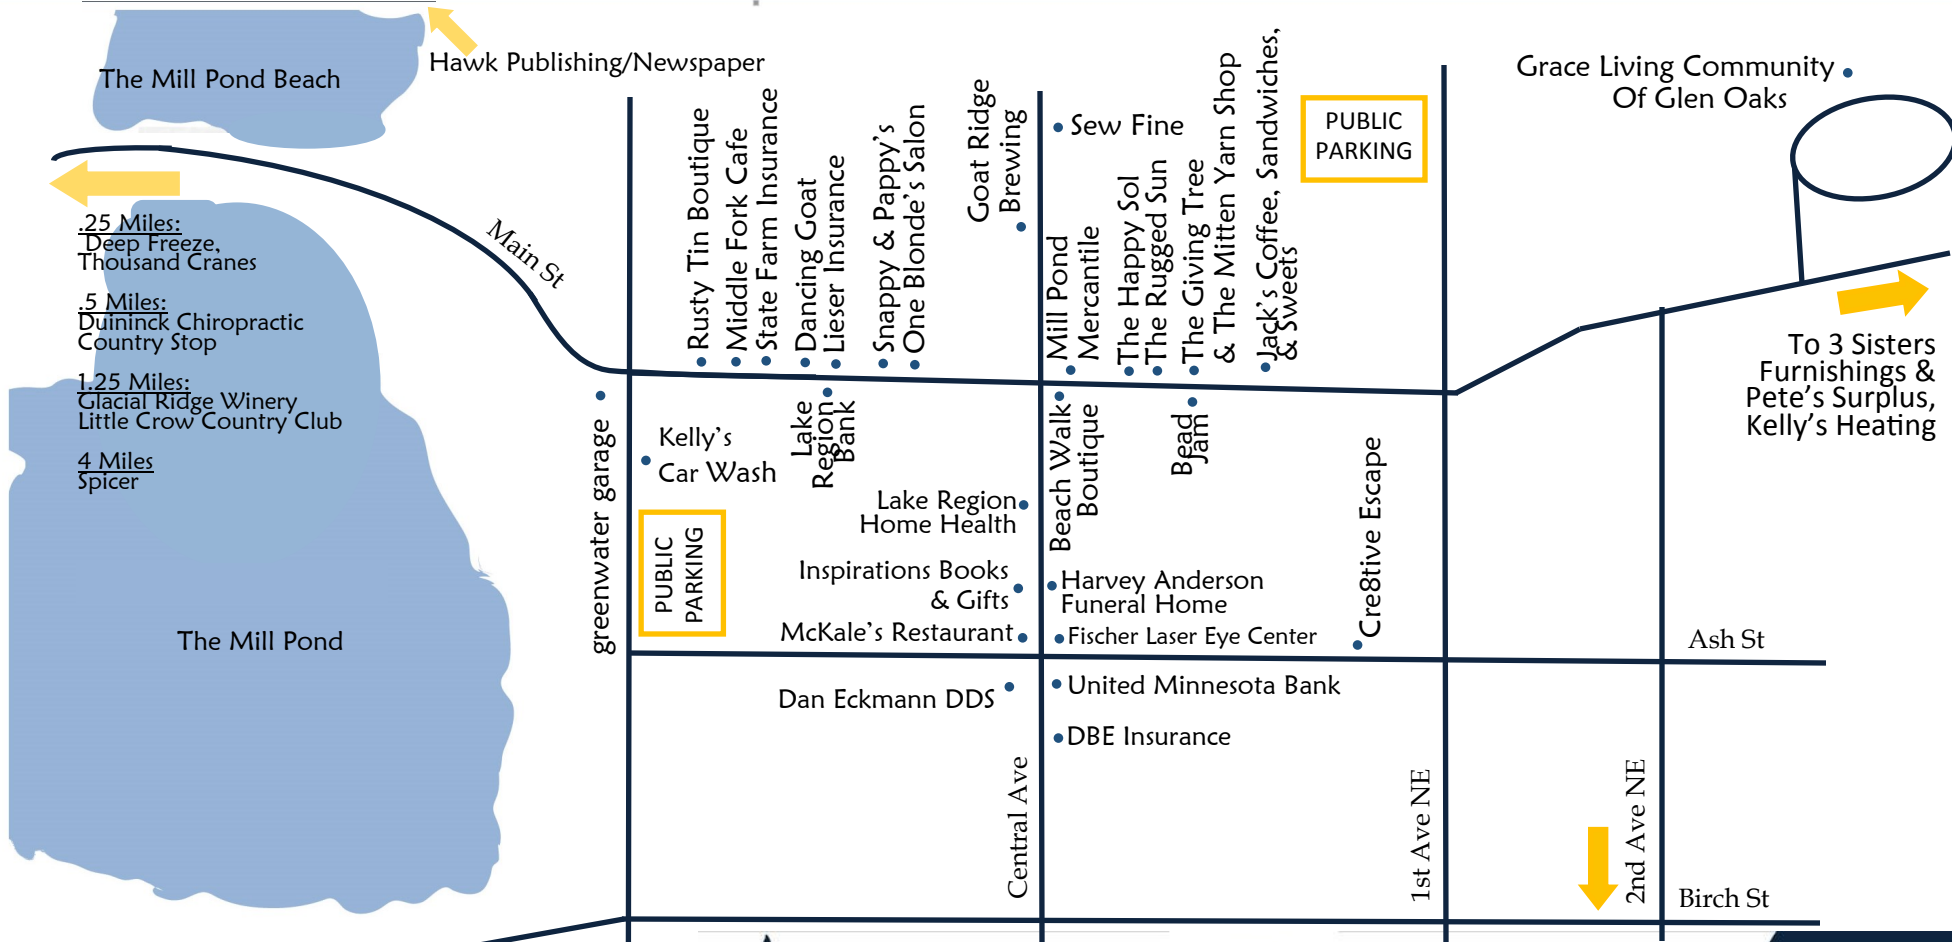 The Mill Pond Beach
Hawk Publishing/Newspaper
.25 Miles:
Deep Freeze,
Thousand Cranes
.5 Miles:
Duininck Chiropractic
Country Stop
1.25 Miles:
Glacial Ridge Winery
Little Crow Country Club
4 Miles
Spicer
The Mill Pond
Main St
Rusty Tin Boutique
Middle Fork Cafe
State Farm Insurance
Dancing Goat
Lieser Insurance
Snappy & Pappy's
One Blonde's Salon
Goat Ridge
Brewing
Sew Fine
Mill Pond
Mercantile
The Happy Sol
The Rugged Sun
The Giving Tree
& The Mitten Yarn Shop
Jack's Coffee, Sandwiches,
& Sweets
PUBLIC
PARKING
Grace Living Community
Of Glen Oaks
To 3 Sisters
Furnishings &
Pete's Surplus,
Kelly's Heating
greenwater garage
Kelly's
Car Wash
PUBLIC
PARKING
Lake
Region
Bank
Lake Region
Home Health
Inspirations Books
& Gifts
McKale's Restaurant
Beach Walk
Boutique
Bead
Jam
Harvey Anderson
Funeral Home
Fischer Laser Eye Center
Cre8tive Escape
Ash St
Dan Eckmann DDS
United Minnesota Bank
DBE Insurance
Central Ave
1st Ave NE
2nd Ave NE
Birch St